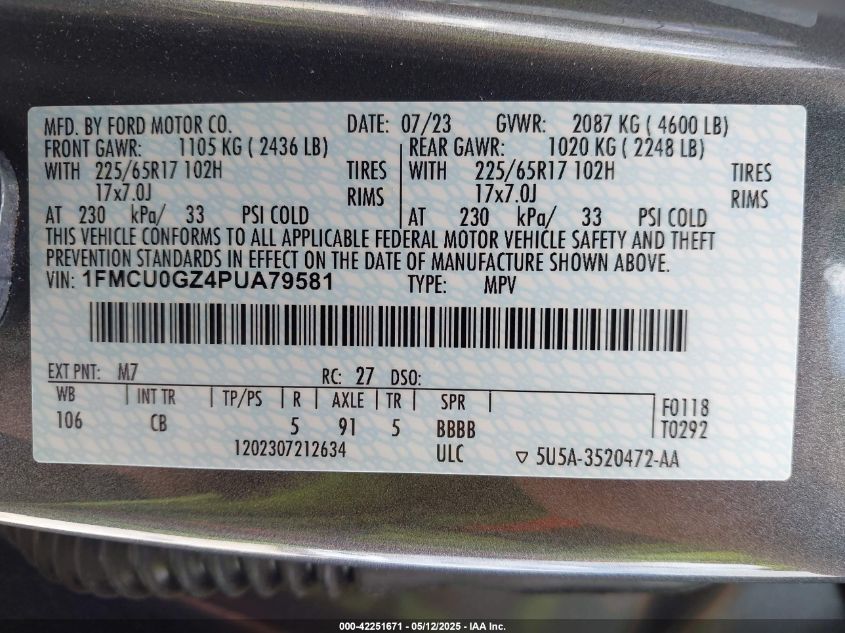 MFD. BY FORD MOTOR CO. DATE: 07/23 GVWR: 2087 KG ( 4600 LB)
FRONT GAWR: 1105 KG ( 2436 LB) REAR GAWR: 1020 KG ( 2248 LB)
WITH 225/65R17 102H TIRES WITH 225/65R17 102H TIRES
17x7.0J RIMS 17x7.0J RIMS
AT 230 kPa/ 33 PSI COLD AT 230 kPa/ 33 PSI COLD
THIS VEHICLE CONFORMS TO ALL APPLICABLE FEDERAL MOTOR VEHICLE SAFETY AND THEFT
PREVENTION STANDARDS IN EFFECT ON THE DATE OF MANUFACTURE SHOWN ABOVE.
VIN: 1FMCU0GZ4PUA79581 TYPE: MPV
EXT PNT: M7 RC: 27 DSO:
WB INT TR TP/PS R AXLE TR SPR F0118
106 CB 5 91 5 BBBB T0292
1202307212634 ULC ▽ 5U5A-3520472-AA
000-42251671 - 05/12/2025 - IAA Inc.